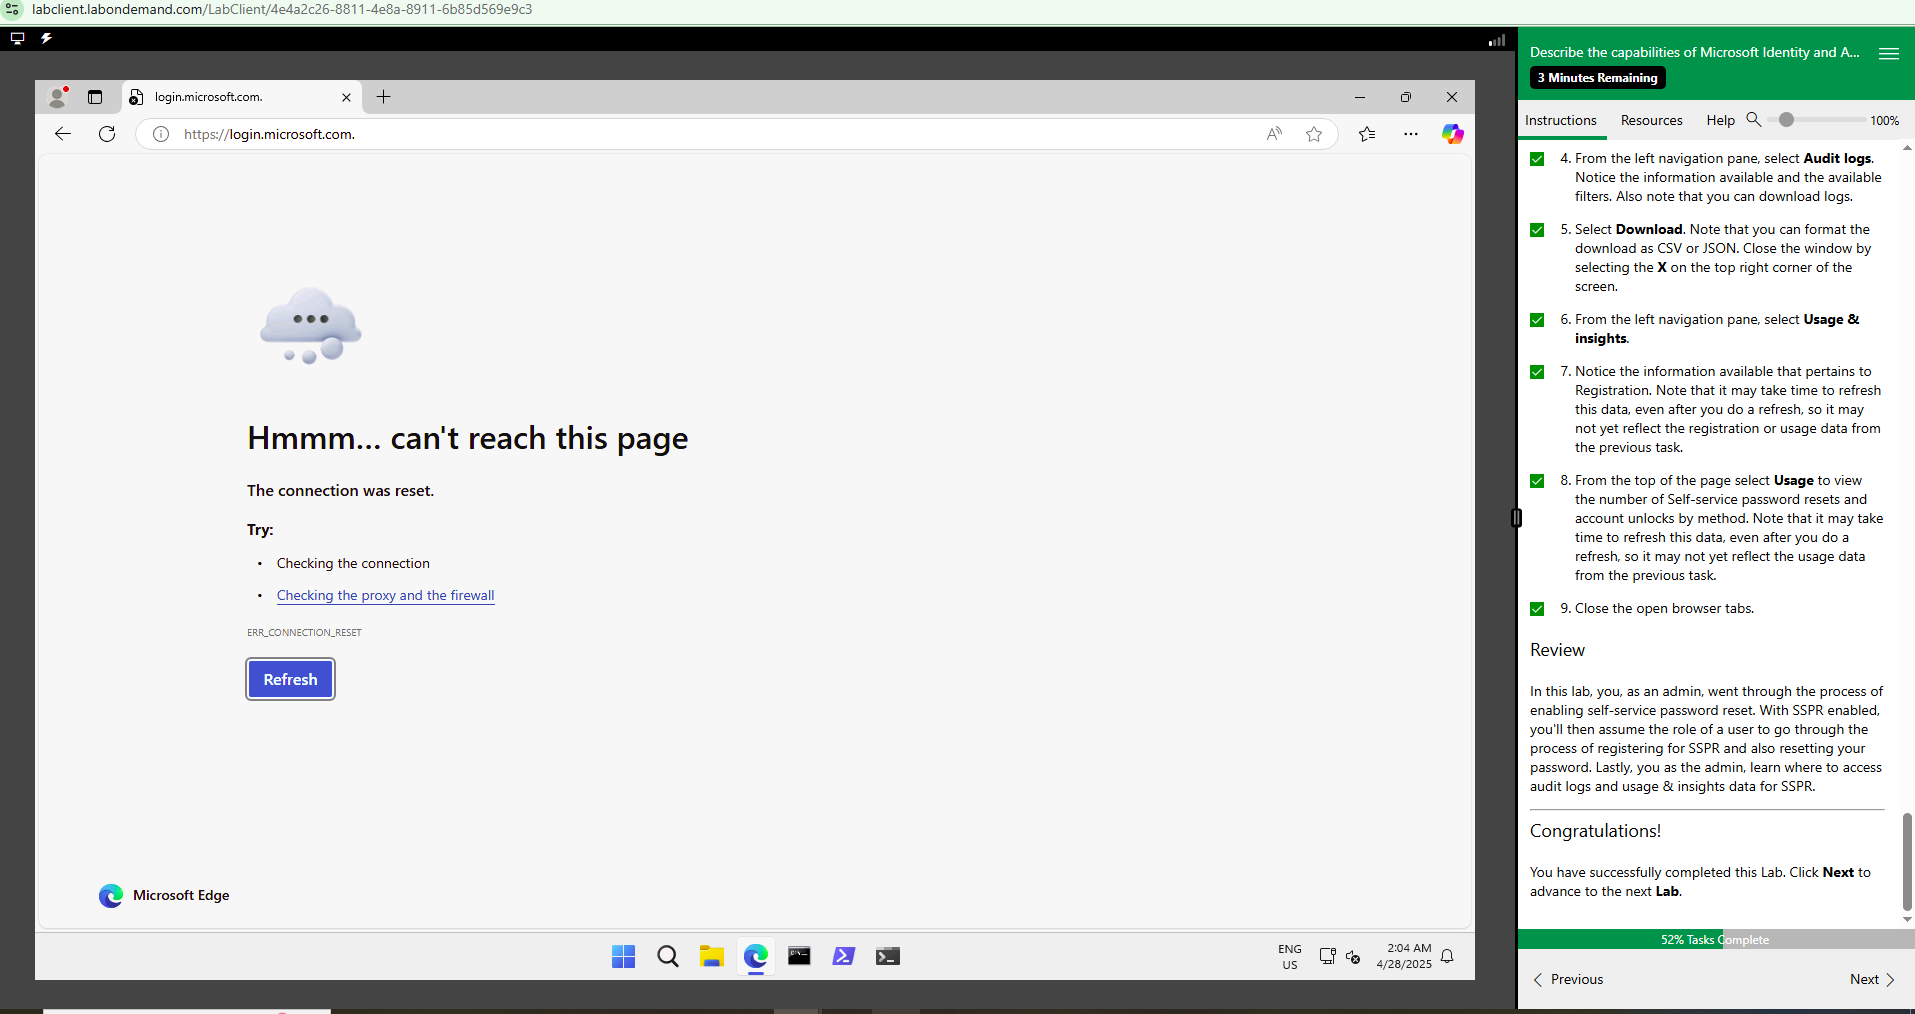 labclient.labondemand.com/LabClient/4e4a2c26-8811-4e8a-8911-6b85d569e9c3
login.microsoft.com.
https://login.microsoft.com.
Hmmm... can't reach this page
The connection was reset.
Try:
• Checking the connection
• Checking the proxy and the firewall
ERR_CONNECTION_RESET
Refresh
Microsoft Edge
ENG
US
2:04 AM
4/28/2025
Describe the capabilities of Microsoft Identity and A...
3 Minutes Remaining
Instructions
Resources
Help
100%
4. From the left navigation pane, select Audit logs.
Notice the information available and the available
filters. Also note that you can download logs.
5. Select Download. Note that you can format the
download as CSV or JSON. Close the window by
selecting the X on the top right corner of the
screen.
6. From the left navigation pane, select Usage &
insights.
7. Notice the information available that pertains to
Registration. Note that it may take time to refresh
this data, even after you do a refresh, so it may
not yet reflect the registration or usage data from
the previous task.
8. From the top of the page select Usage to view
the number of Self-service password resets and
account unlocks by method. Note that it may take
time to refresh this data, even after you do a
refresh, so it may not yet reflect the usage data
from the previous task.
9. Close the open browser tabs.
Review
In this lab, you, as an admin, went through the process of
enabling self-service password reset. With SSPR enabled,
you'll then assume the role of a user to go through the
process of registering for SSPR and also resetting your
password. Lastly, you as the admin, learn where to access
audit logs and usage & insights data for SSPR.
Congratulations!
You have successfully completed this Lab. Click Next to
advance to the next Lab.
52% Tasks Complete
Previous
Next